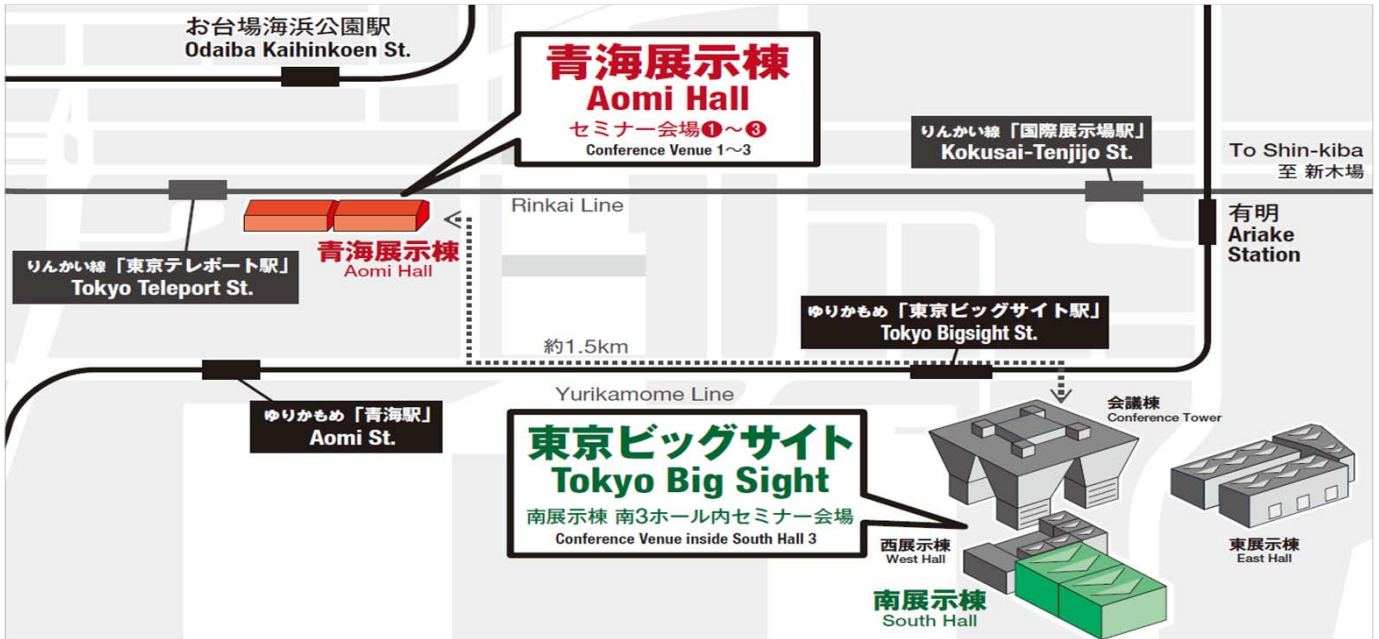 お台場海浜公園駅
Odaiba Kaihinkoen St.
青海展示棟
Aomi Hall
セミナー会場❶～❸
Conference Venue 1～3
りんかい線「国際展示場駅」
Kokusai-Tenjijo St.
To Shin-kiba
至 新木場
Rinkai Line
有明
Ariake
Station
青海展示棟
Aomi Hall
りんかい線「東京テレポート駅」
Tokyo Teleport St.
ゆりかもめ「東京ビッグサイト駅」
Tokyo Bigsight St.
約1.5km
Yurikamome Line
ゆりかもめ「青海駅」
Aomi St.
会議棟
Conference Tower
東京ビッグサイト
Tokyo Big Sight
南展示棟 南3ホール内セミナー会場
Conference Venue inside South Hall 3
西展示棟
West Hall
東展示棟
East Hall
南展示棟
South Hall